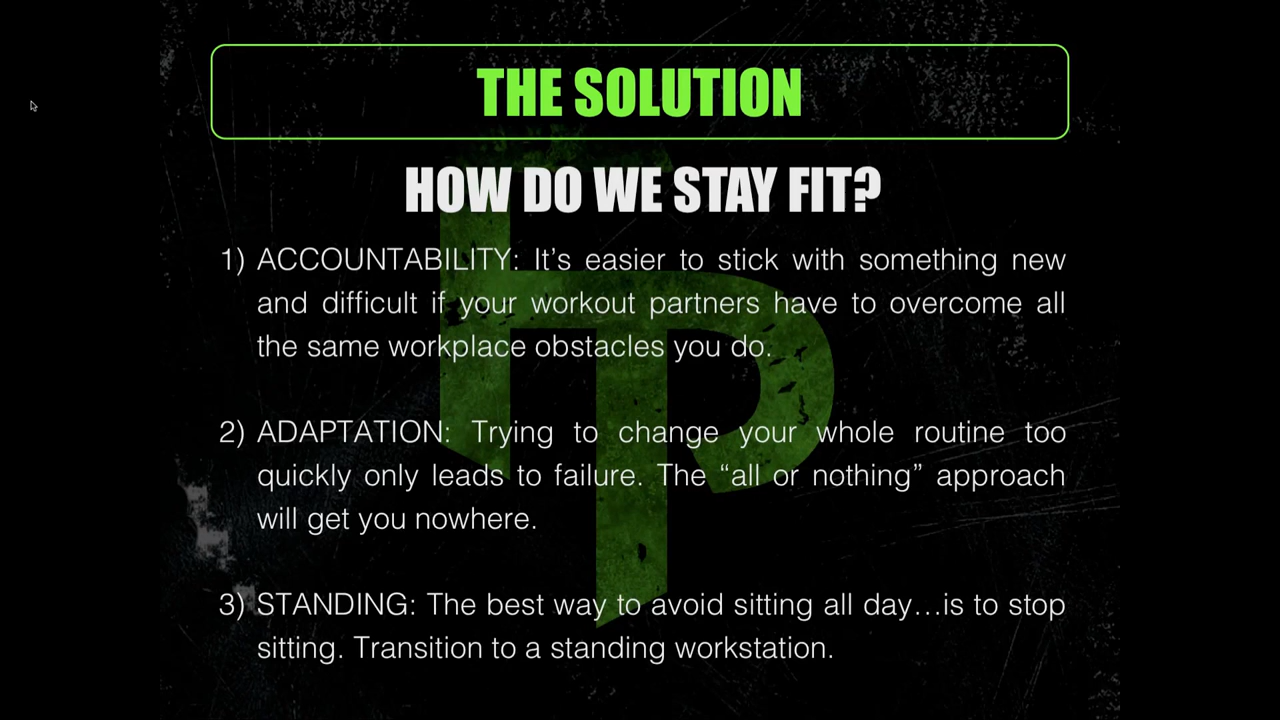 THE SOLUTION
HOW DO WE STAY FIT?
1) ACCOUNTABILITY: It’s easier to stick with something new
and difficult if your workout partners have to overcome all
the same workplace obstacles you do.
2) ADAPTATION: Trying to change your whole routine too
quickly only leads to failure. The “all or nothing” approach
will get you nowhere.
3) STANDING: The best way to avoid sitting all day…is to stop
sitting. Transition to a standing workstation.